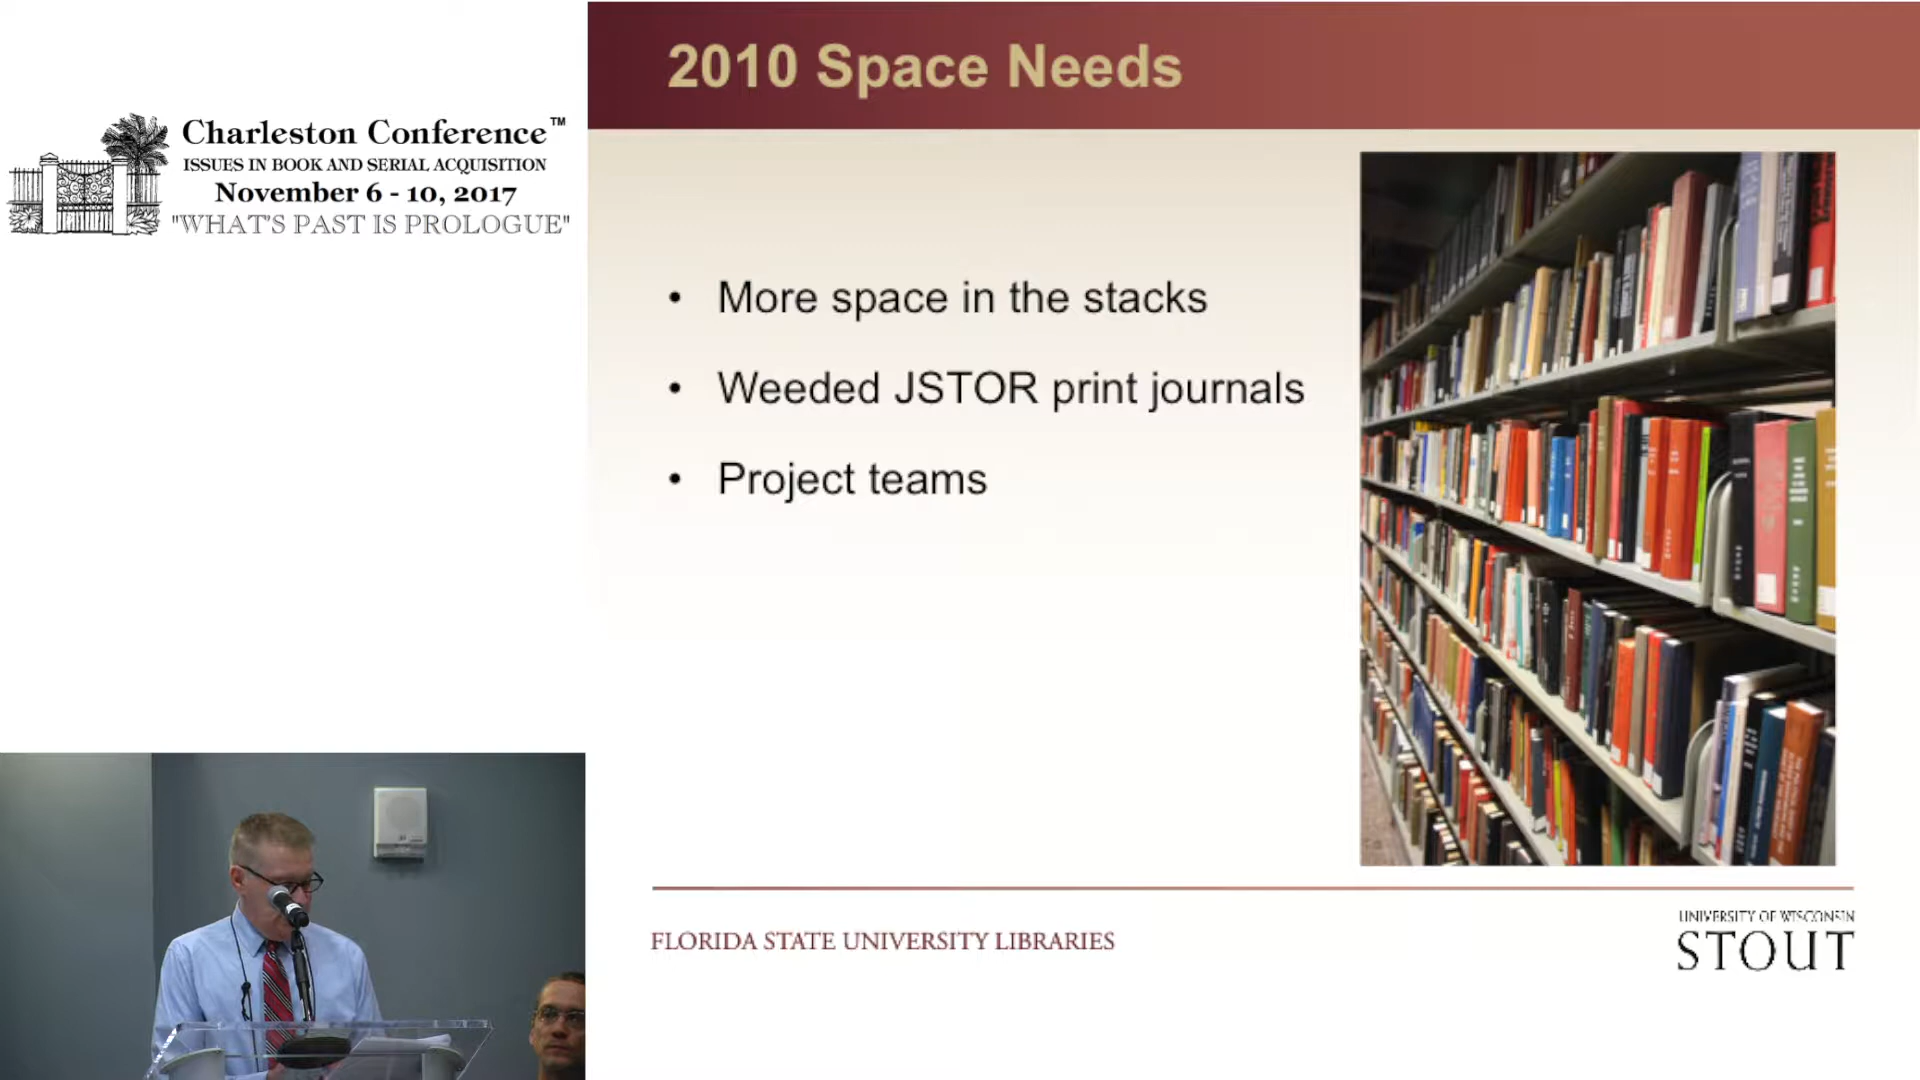 Charleston Conference™
ISSUES IN BOOK AND SERIAL ACQUISITION
November 6 - 10, 2017
"WHAT'S PAST IS PROLOGUE"
2010 Space Needs
• More space in the stacks
• Weeded JSTOR print journals
• Project teams
FLORIDA STATE UNIVERSITY LIBRARIES
UNIVERSITY OF WISCONSIN
STOUT